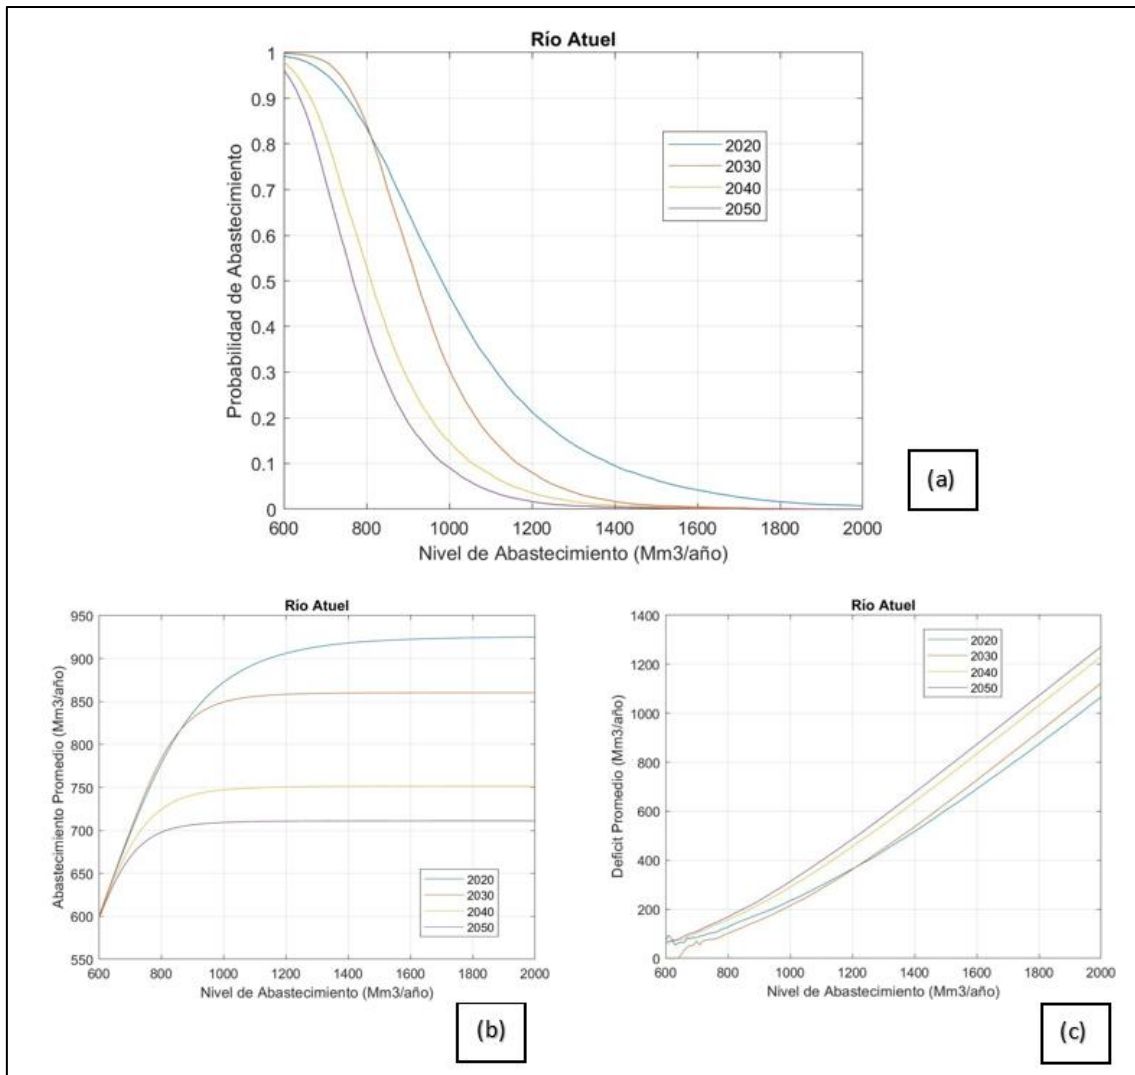 Río Atuel
1
0.9
0.8
0.7
0.6
0.5
0.4
0.3
0.2
0.1
0
Probabilidad de Abastecimiento
2020
2030
2040
2050
600 800 1000 1200 1400 1600 1800 2000
Nivel de Abastecimiento (Mm3/año)
(a)
Río Atuel
950
900
850
800
750
700
650
600
550
Abastecimiento Promedio (Mm3/año)
2020
2030
2040
2050
600 800 1000 1200 1400 1600 1800 2000
Nivel de Abastecimiento (Mm3/año)
(b)
Río Atuel
1400
1200
1000
800
600
400
200
0
Deficit Promedio (Mm3/año)
2020
2030
2040
2050
600 800 1000 1200 1400 1600 1800 2000
Nivel de Abastecimiento (Mm3/año)
(c)